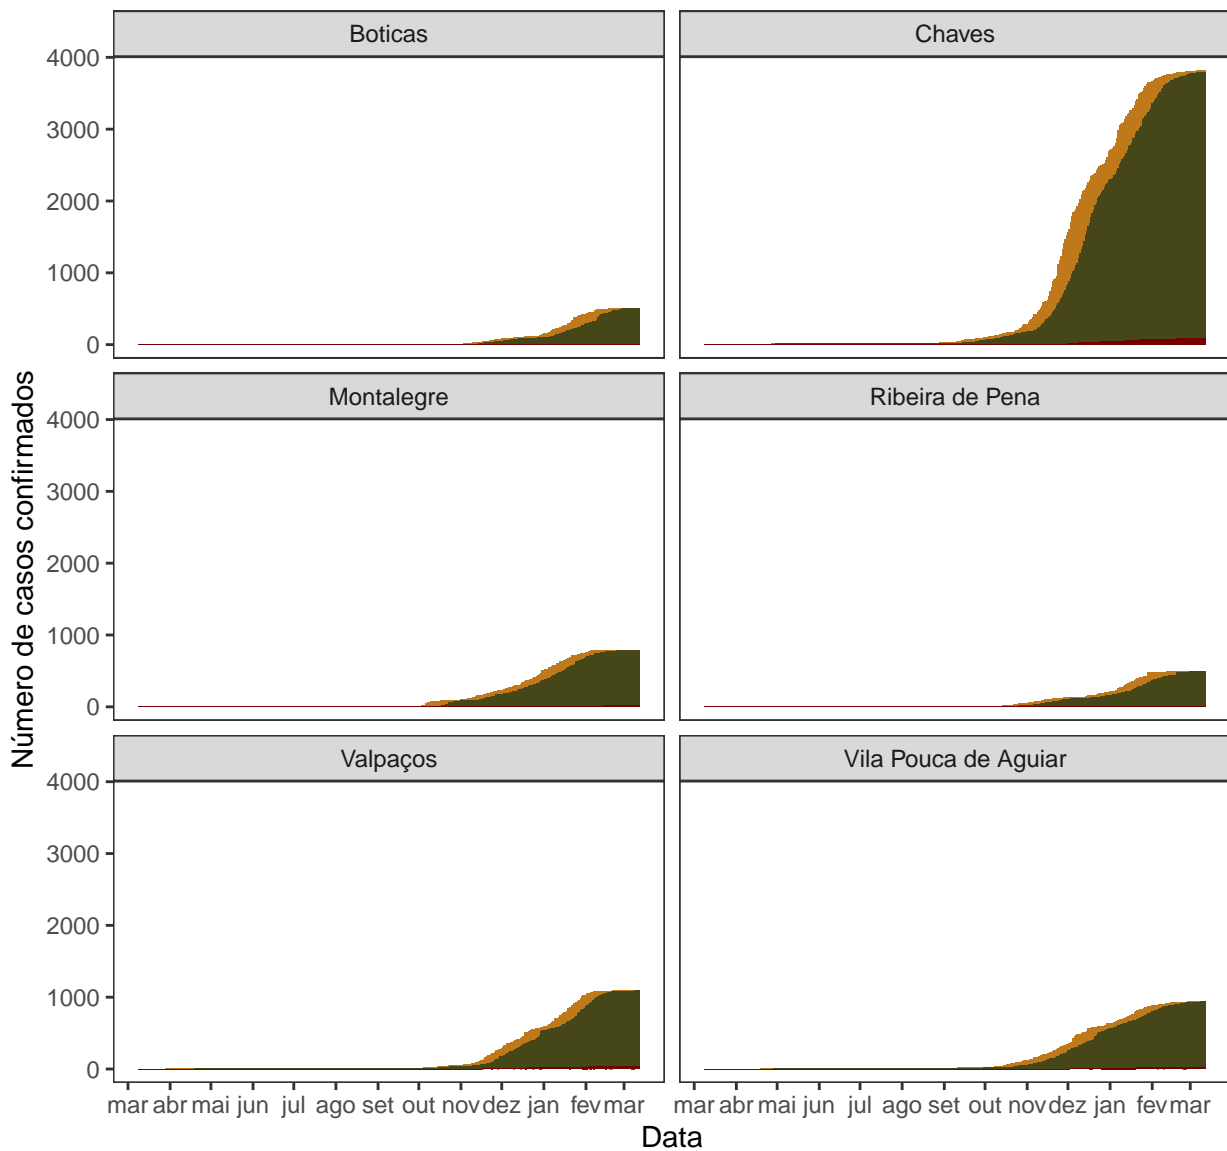 Boticas
Chaves
4000
3000
2000
1000
0
Montalegre
Ribeira de Pena
4000
3000
2000
1000
0
Valpaços
Vila Pouca de Aguiar
4000
3000
2000
1000
0
mar abr mai jun jul ago set out nov dez jan fev mar
mar abr mai jun jul ago set out nov dez jan fev mar
Data
Número de casos confirmados